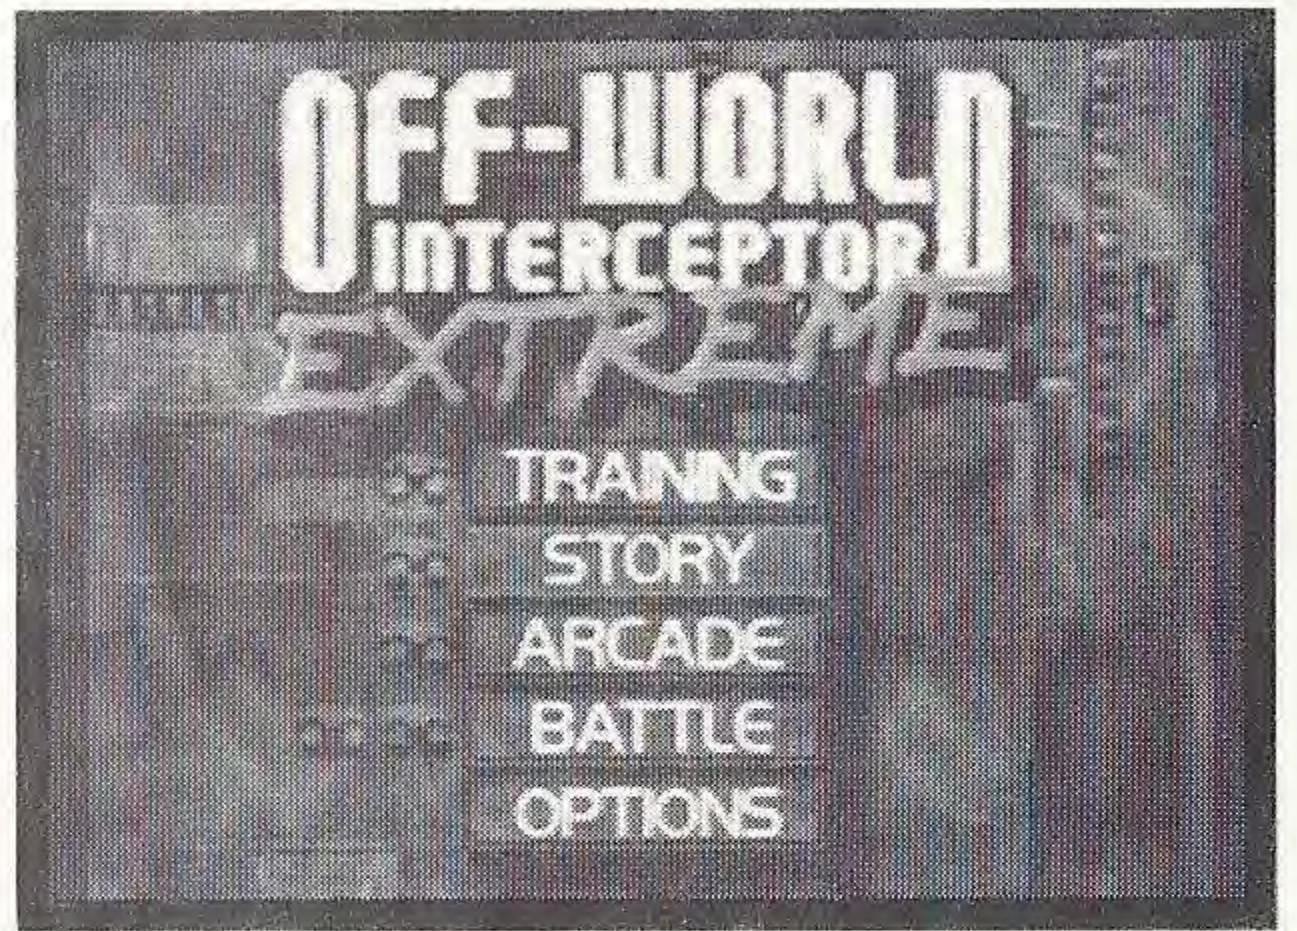 OFF-WORLD
INTERCEPTOR
EXTREME
TRAINING
STORY
ARCADE
BATTLE
OPTIONS